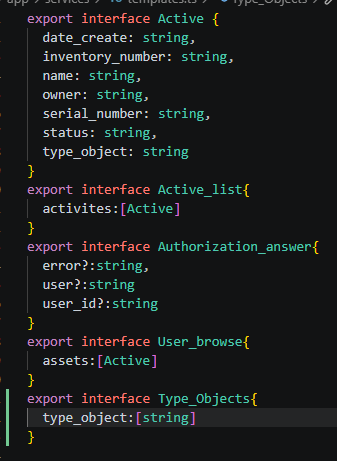 app > services > templates.ts > Type_Objects >
export interface Active {
date_create: string,
inventory_number: string,
name: string,
owner: string,
serial_number: string,
status: string,
type_object: string
}
export interface Active_list{
activites:[Active]
}
export interface Authorization_answer{
error?:string,
user?:string
user_id?:string
}
export interface User_browse{
assets:[Active]
}
export interface Type_Objects{
type_object:[string]
}